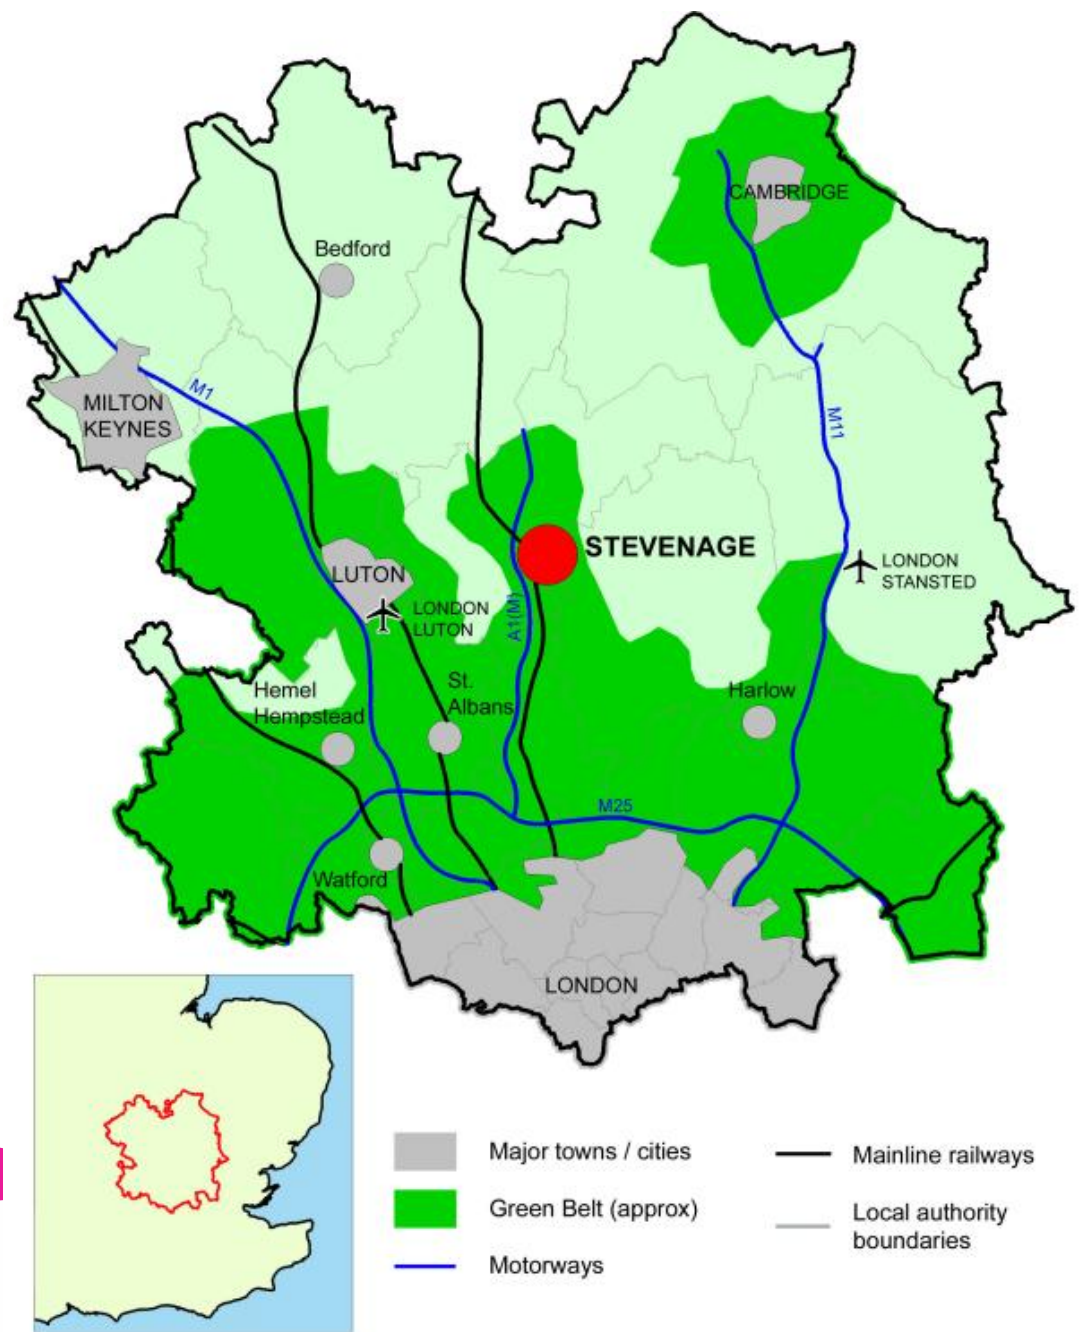 CAMBRIDGE
Bedford
M1
MILTON
KEYNES
M11
STEVENAGE
LONDON
STANSTED
LUTON
LONDON
LUTON
A1(M)
Hemel
Hempstead
St.
Albans
Harlow
M25
Watford
LONDON
Major towns / cities
Green Belt (approx)
Motorways
Mainline railways
Local authority
boundaries